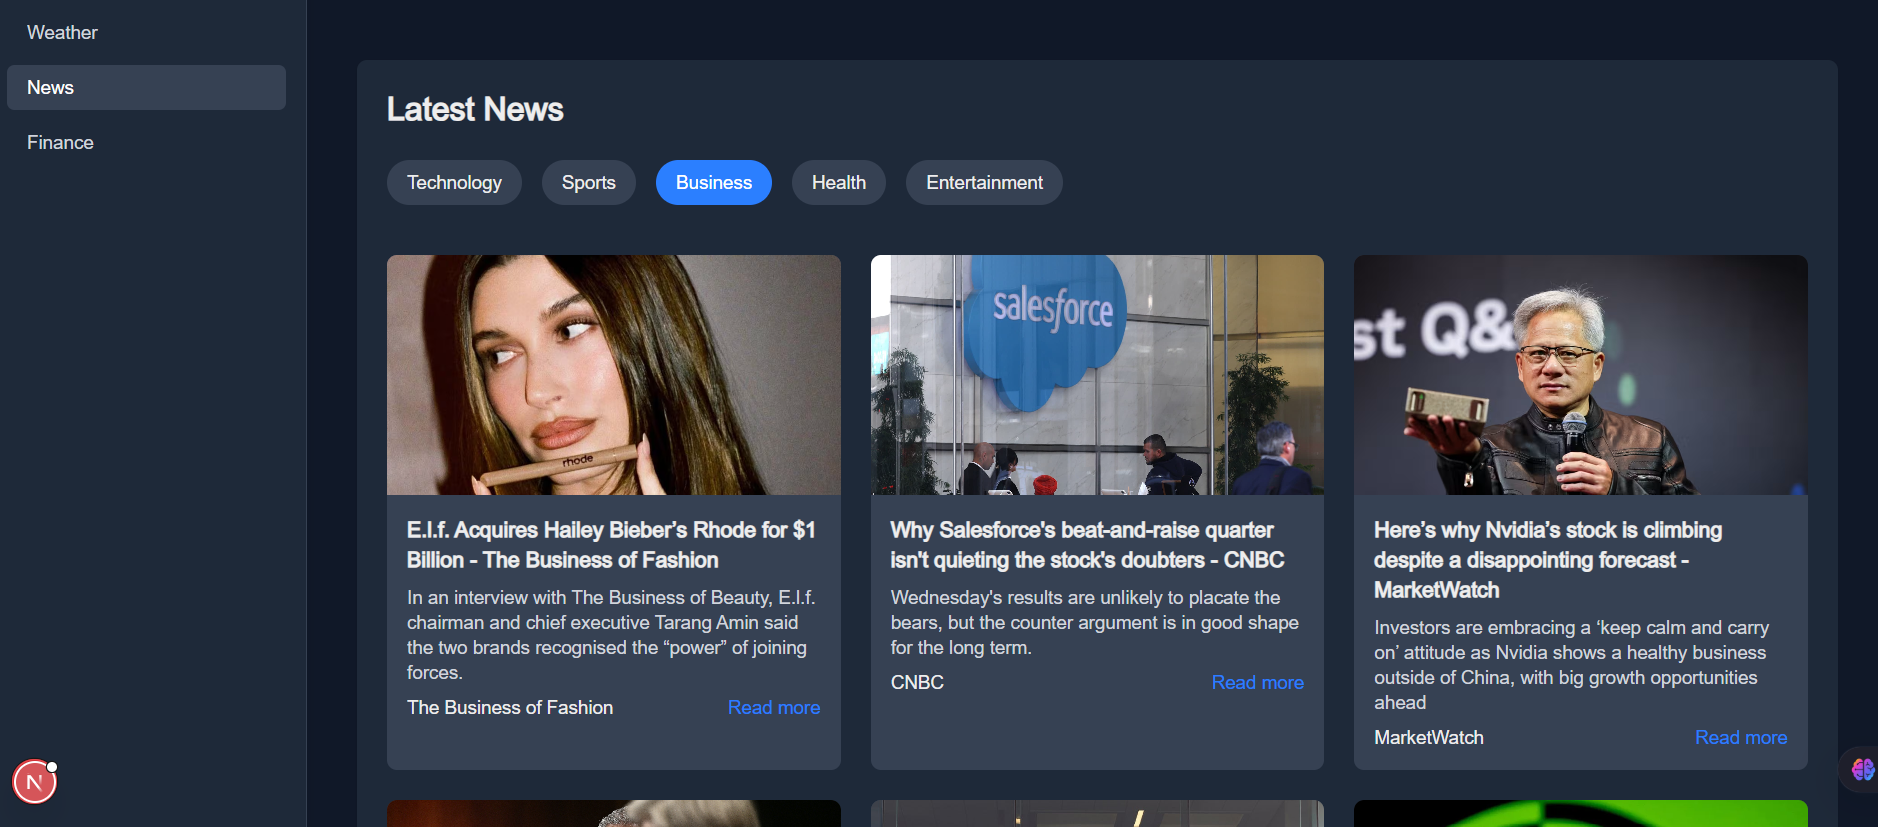 Weather
News
Finance
Latest News
Technology
Sports
Business
Health
Entertainment
rhode
salesforce
st Q&
E.l.f. Acquires Hailey Bieber’s Rhode for $1
Billion - The Business of Fashion
In an interview with The Business of Beauty, E.l.f.
chairman and chief executive Tarang Amin said
the two brands recognised the “power” of joining
forces.
The Business of Fashion
Read more
Why Salesforce's beat-and-raise quarter
isn't quieting the stock's doubters - CNBC
Wednesday's results are unlikely to placate the
bears, but the counter argument is in good shape
for the long term.
CNBC
Read more
Here’s why Nvidia’s stock is climbing
despite a disappointing forecast -
MarketWatch
Investors are embracing a ‘keep calm and carry
on’ attitude as Nvidia shows a healthy business
outside of China, with big growth opportunities
ahead
MarketWatch
Read more
N